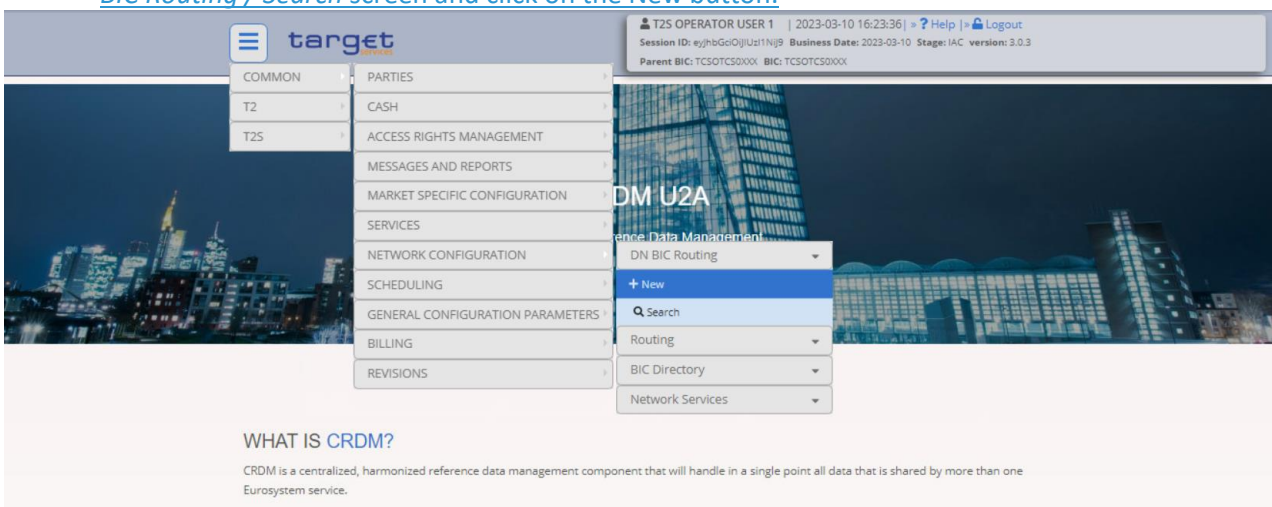 BIC Routing / Search screen and click on the New button.
target
services
T2S OPERATOR USER 1 | 2023-03-10 16:23:36| » ? Help |» Logout
Session ID: eyJhbGciOiJIUzI1NiJ9 Business Date: 2023-03-10 Stage: IAC version: 3.0.3
Parent BIC: TCSOTCS0XXX BIC: TCSOTCS0XXX
COMMON
T2
T2S
PARTIES
CASH
ACCESS RIGHTS MANAGEMENT
MESSAGES AND REPORTS
MARKET SPECIFIC CONFIGURATION
SERVICES
NETWORK CONFIGURATION
SCHEDULING
GENERAL CONFIGURATION PARAMETERS
BILLING
REVISIONS
DM U2A
ence Data Management
DN BIC Routing
+ New
Search
Routing
BIC Directory
Network Services
WHAT IS CRDM?
CRDM is a centralized, harmonized reference data management component that will handle in a single point all data that is shared by more than one
Eurosystem service.